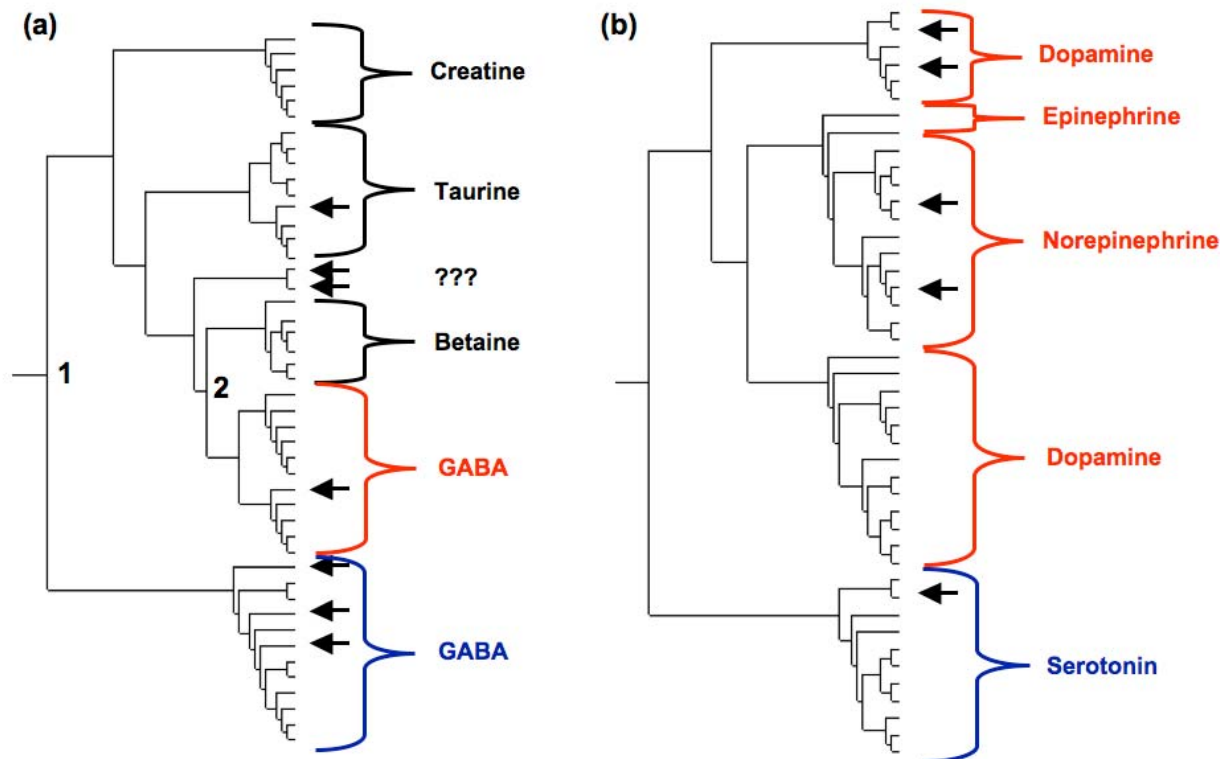 (a)
Creatine
Taurine
???
Betaine
1
2
GABA
GABA
(b)
Dopamine
Epinephrine
Norepinephrine
Dopamine
Serotonin